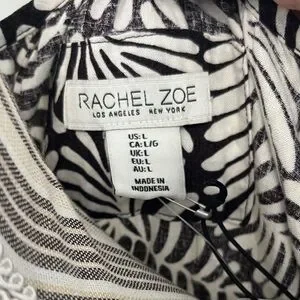 RACHEL ZOE
LOS ANGELES NEW YORK
US: L
CA: L/G
UK: L
EU: L
AU: L
MADE IN
INDONESIA